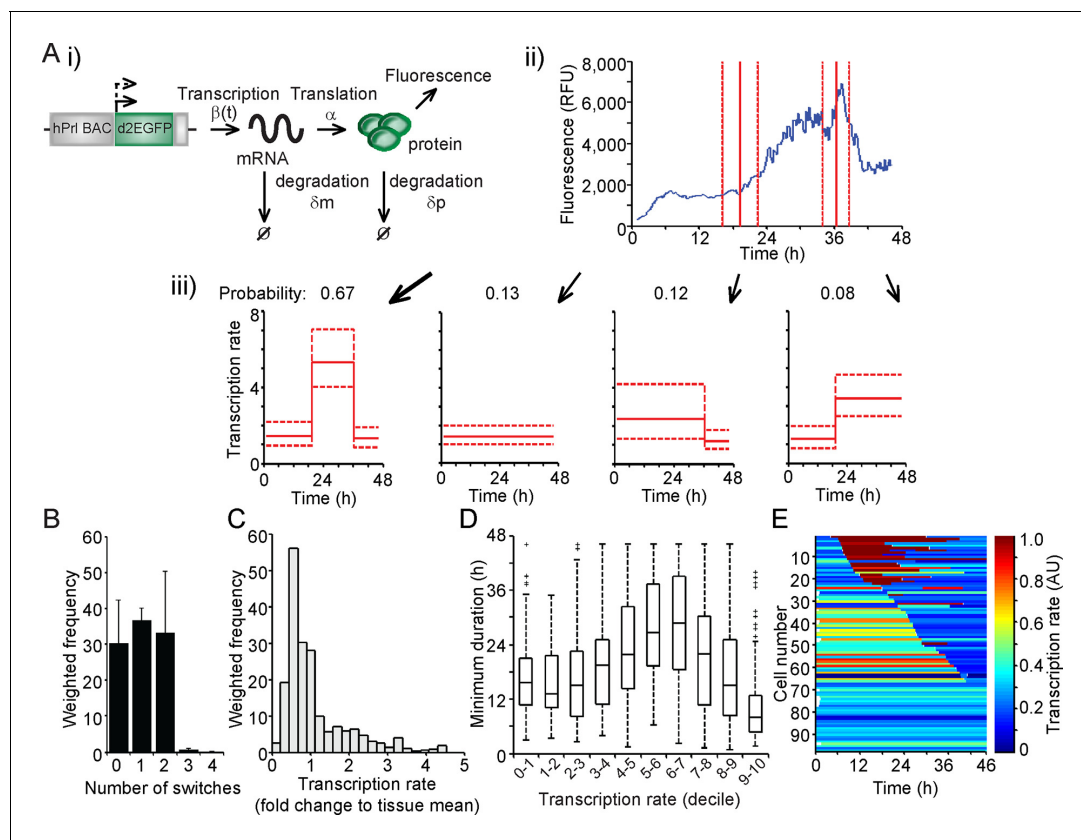 A i)
hPrl BAC
d2EGFP
Transcription
β(t)
mRNA
Translation
α
Fluorescence
protein
degradation
δm
degradation
δp
ø
ø
ii)
Fluorescence (RFU)
8,000
6,000
4,000
2,000
0
0
12
24
36
48
Time (h)
iii)
Probability: 0.67
0.13
0.12
0.08
Transcription rate
8
4
0
0 24 48
Time (h)
0 24 48
Time (h)
0 24 48
Time (h)
0 24 48
Time (h)
B
Weighted frequency
60
50
40
30
20
10
0
0 1 2 3 4
Number of switches
C
Weighted frequency
60
50
40
30
20
10
0
0 1 2 3 4 5
Transcription rate
(fold change to tissue mean)
D
Minimum duration (h)
48
36
24
12
0
0-1 1-2 2-3 3-4 4-5 5-6 6-7 7-8 8-9 9-10
Transcription rate (decile)
E
Cell number
10
20
30
40
50
60
70
80
90
0 12 24 36 46
Time (h)
1.0
0.8
0.6
0.4
0.2
0
Transcription rate (AU)